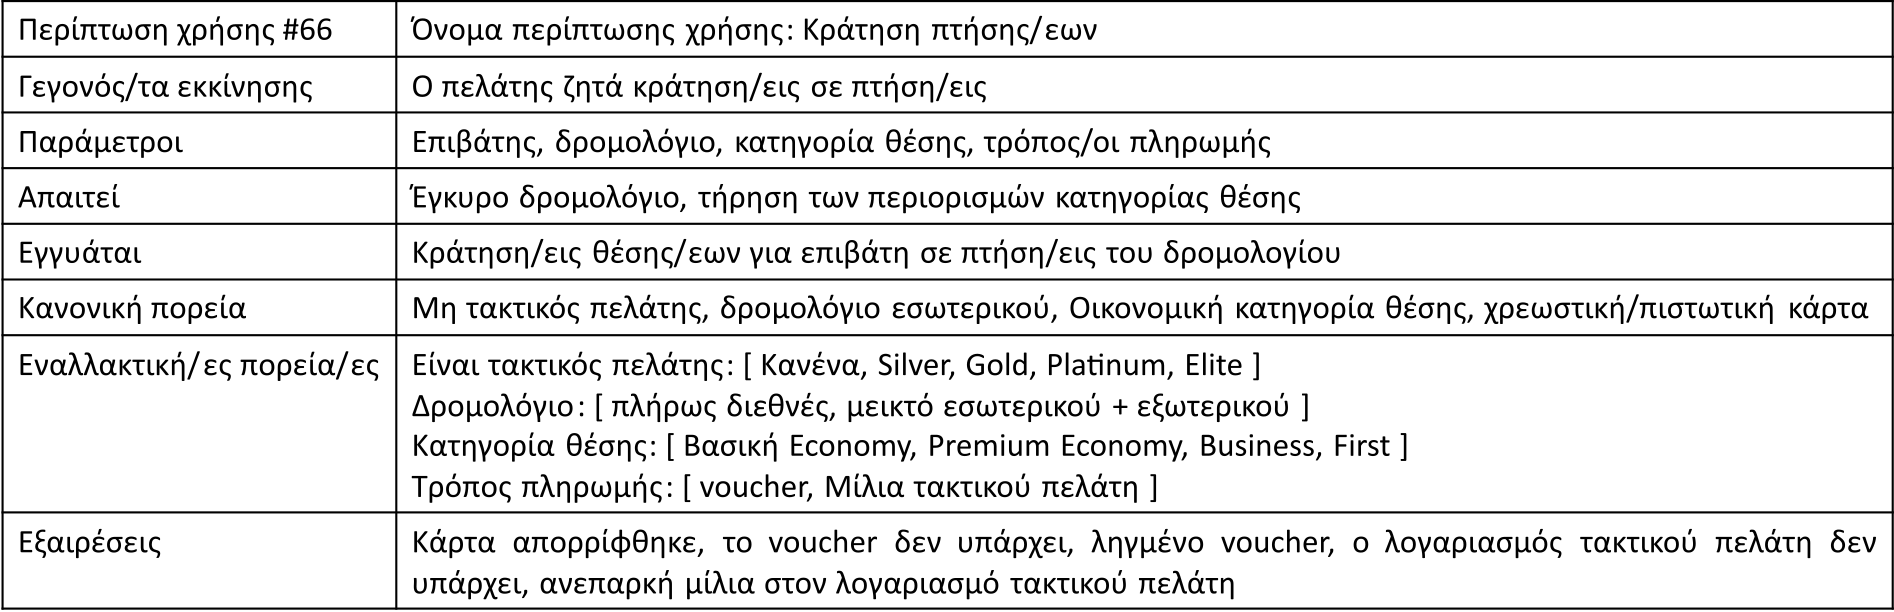 Περίπτωση χρήσης #66
Όνομα περίπτωσης χρήσης: Κράτηση πτήσης/εων
Γεγονός/τα εκκίνησης
Ο πελάτης ζητά κράτηση/εις σε πτήση/εις
Παράμετροι
Επιβάτης, δρομολόγιο, κατηγορία θέσης, τρόπος/οι πληρωμής
Απαιτεί
Έγκυρο δρομολόγιο, τήρηση των περιορισμών κατηγορίας θέσης
Εγγυάται
Κράτηση/εις θέσης/εων για επιβάτη σε πτήση/εις του δρομολογίου
Κανονική πορεία
Μη τακτικός πελάτης, δρομολόγιο εσωτερικού, Οικονομική κατηγορία θέσης, χρεωστική/πιστωτική κάρτα
Εναλλακτική/ες πορεία/ες
Είναι τακτικός πελάτης: [ Κανένα, Silver, Gold, Platinum, Elite ]
Δρομολόγιο: [ πλήρως διεθνές, μεικτό εσωτερικού + εξωτερικού ]
Κατηγορία θέσης: [ Βασική Economy, Premium Economy, Business, First ]
Τρόπος πληρωμής: [ voucher, Μίλια τακτικού πελάτη ]
Εξαιρέσεις
Κάρτα απορρίφθηκε, το voucher δεν υπάρχει, ληγμένο voucher, ο λογαριασμός τακτικού πελάτη δεν
υπάρχει, ανεπαρκή μίλια στον λογαριασμό τακτικού πελάτη